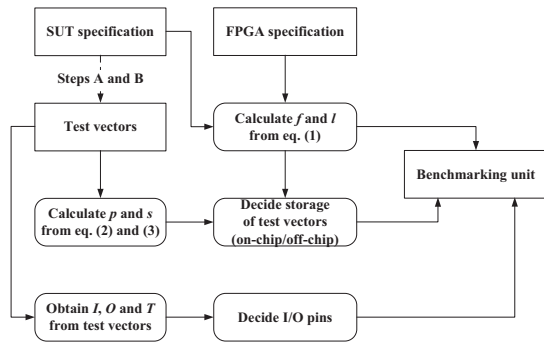 SUT specification
FPGA specification
Steps A and B
Test vectors
Calculate f and l
from eq. (1)
Benchmarking unit
Calculate p and s
from eq. (2) and (3)
Decide storage
of test vectors
(on-chip/off-chip)
Obtain I, O and T
from test vectors
Decide I/O pins